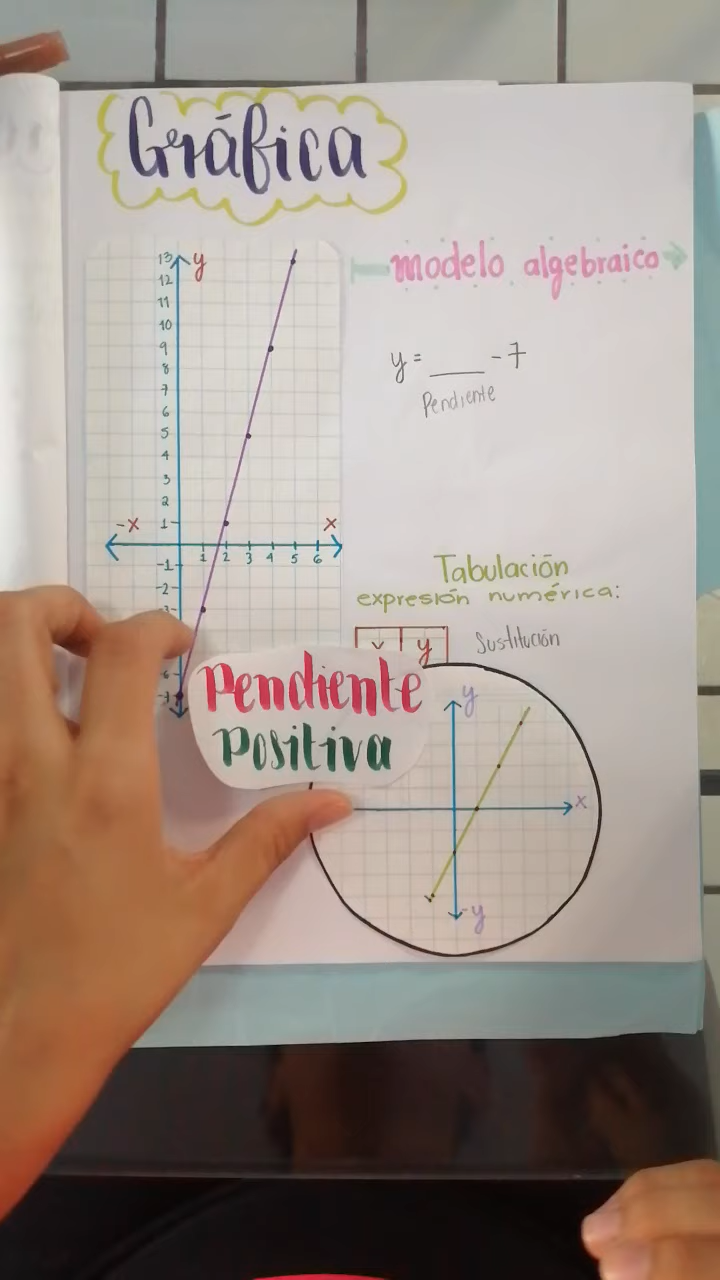 Gráfica
modelo algebraico
y = ____ - 7
Pendiente
13 y
12
11
10
9
8
7
6
5
4
3
2
1
-x x
1 2 3 4 5 6
-1
-2
Tabulación
expresión numérica:
y Sustitución
Pendiente
Positiva
y
x
-y